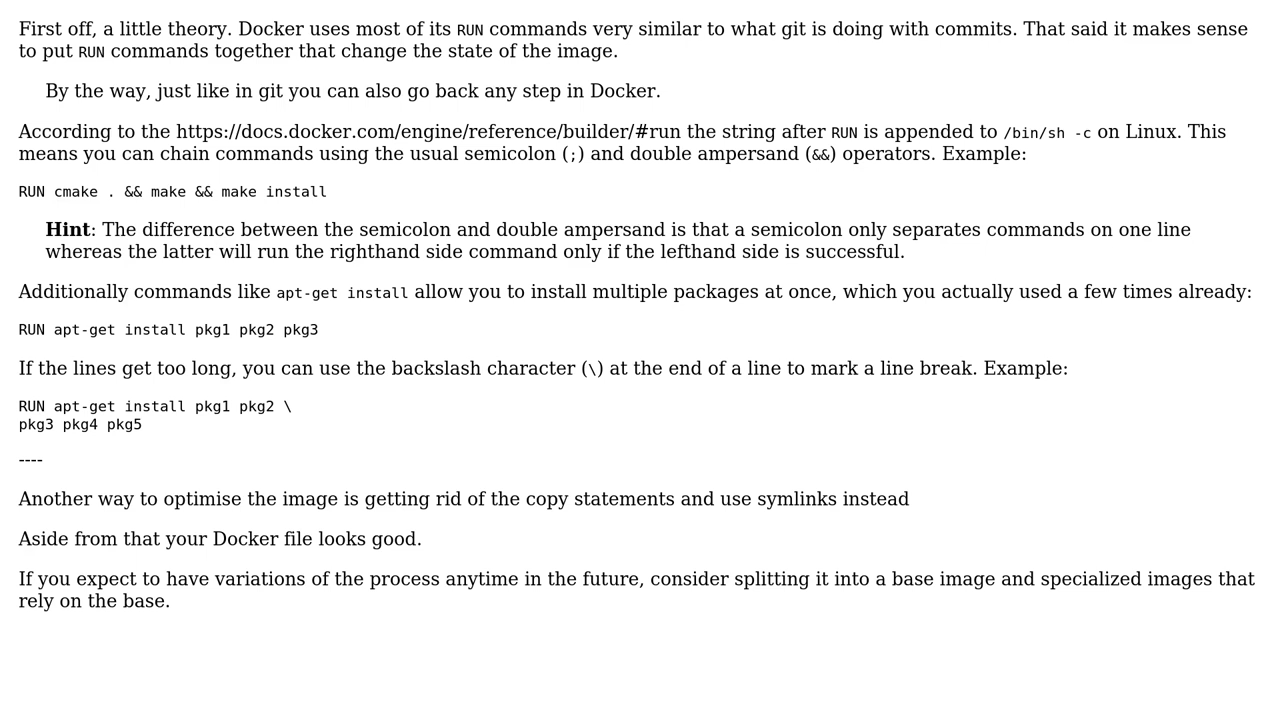 First off, a little theory. Docker uses most of its RUN commands very similar to what git is doing with commits. That said it makes sense
to put RUN commands together that change the state of the image.
By the way, just like in git you can also go back any step in Docker.
According to the https://docs.docker.com/engine/reference/builder/#run the string after RUN is appended to /bin/sh -c on Linux. This
means you can chain commands using the usual semicolon (;) and double ampersand (&&) operators. Example:
RUN cmake . && make && make install
Hint: The difference between the semicolon and double ampersand is that a semicolon only separates commands on one line
whereas the latter will run the righthand side command only if the lefthand side is successful.
Additionally commands like apt-get install allow you to install multiple packages at once, which you actually used a few times already:
RUN apt-get install pkg1 pkg2 pkg3
If the lines get too long, you can use the backslash character (\) at the end of a line to mark a line break. Example:
RUN apt-get install pkg1 pkg2 \
pkg3 pkg4 pkg5
----
Another way to optimise the image is getting rid of the copy statements and use symlinks instead
Aside from that your Docker file looks good.
If you expect to have variations of the process anytime in the future, consider splitting it into a base image and specialized images that
rely on the base.